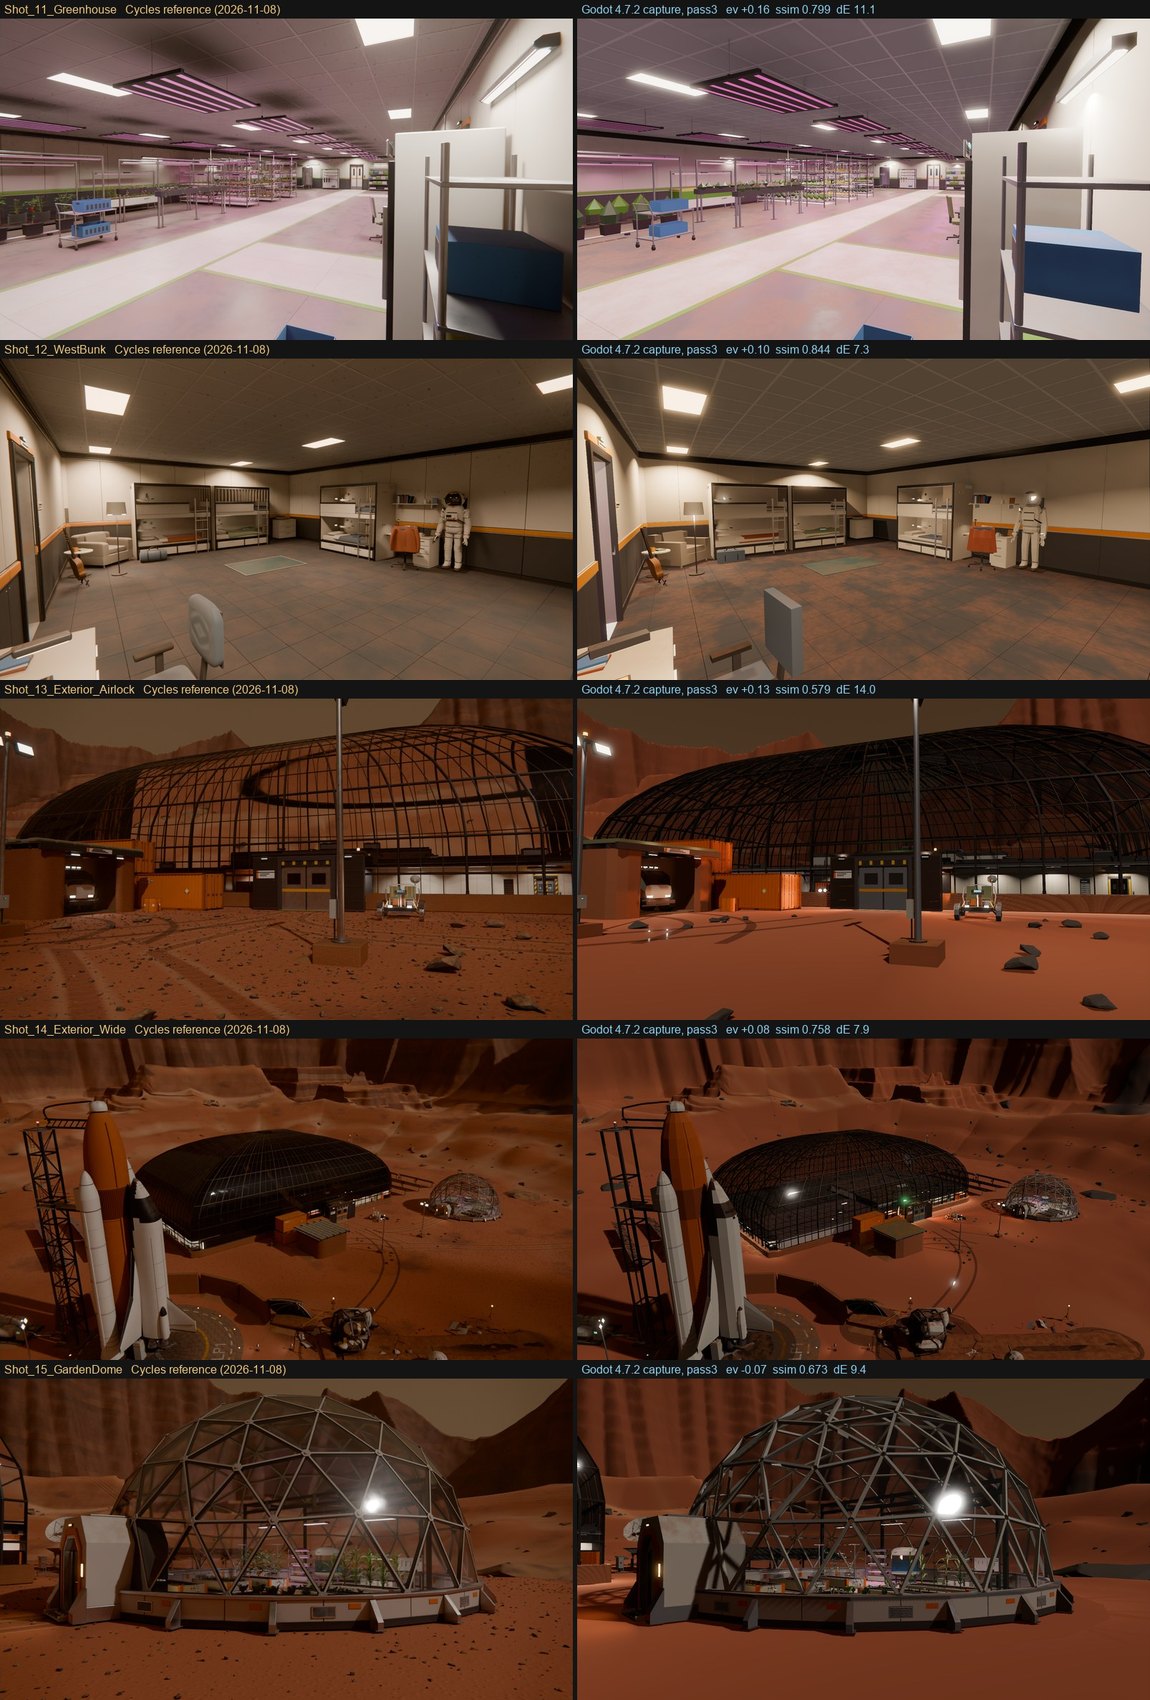 Shot_11_Greenhouse Cycles reference (2026-11-08)
Godot 4.7.2 capture, pass3 ev +0.16 ssim 0.799 dE 11.1
Shot_12_WestBunk Cycles reference (2026-11-08)
Godot 4.7.2 capture, pass3 ev +0.10 ssim 0.844 dE 7.3
Shot_13_Exterior_Airlock Cycles reference (2026-11-08)
Godot 4.7.2 capture, pass3 ev +0.13 ssim 0.579 dE 14.0
Shot_14_Exterior_Wide Cycles reference (2026-11-08)
Godot 4.7.2 capture, pass3 ev +0.08 ssim 0.758 dE 7.9
Shot_15_GardenDome Cycles reference (2026-11-08)
Godot 4.7.2 capture, pass3 ev -0.07 ssim 0.673 dE 9.4